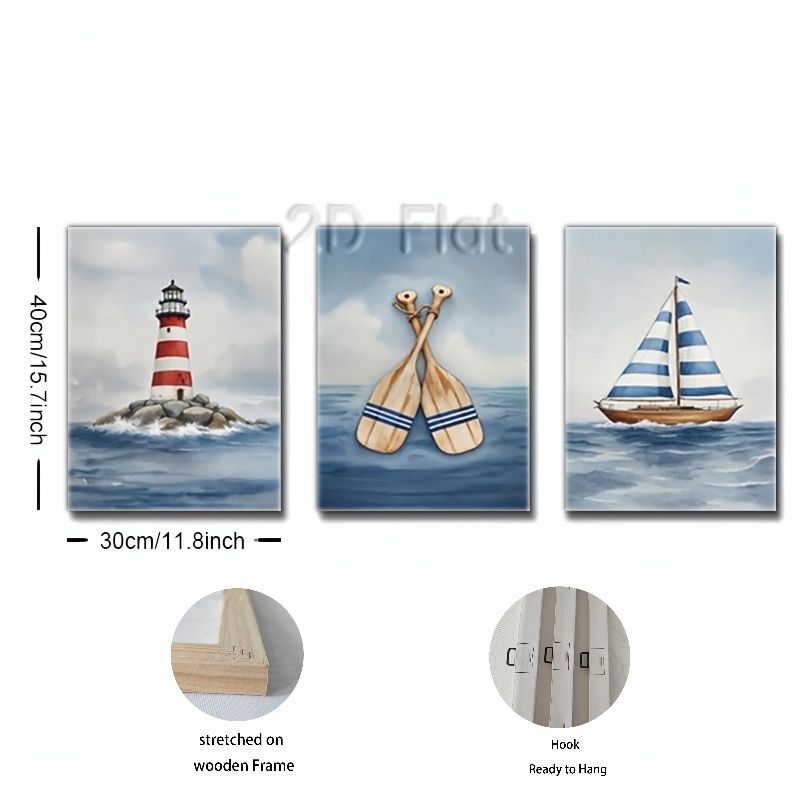 2D Flat
40cm/15.7inch
30cm/11.8inch
stretched on
wooden Frame
Hook
Ready to Hang